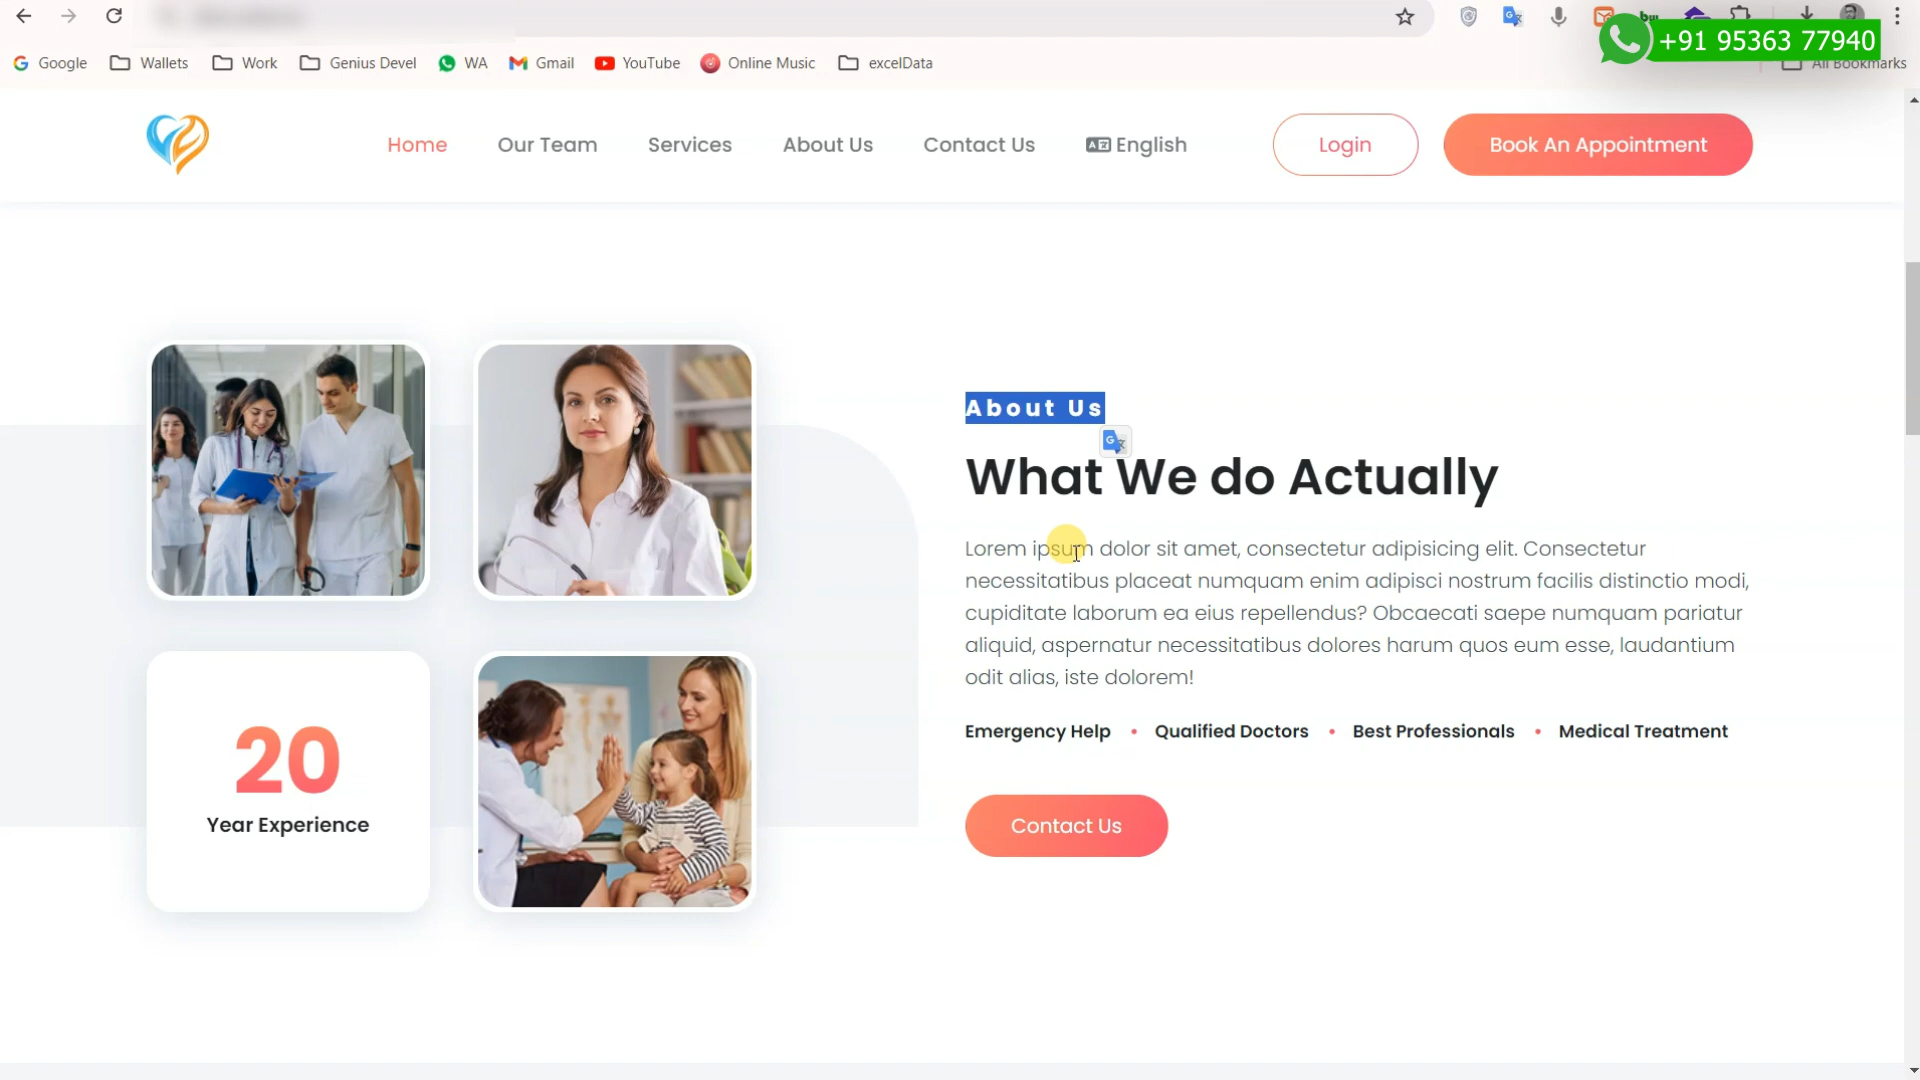 +91 95363 77940
Google
Wallets
Work
Genius Devel
WA
Gmail
YouTube
Online Music
excelData
All Bookmarks
Home
Our Team
Services
About Us
Contact Us
English
Login
Book An Appointment
About Us
What We do Actually
Lorem ipsum dolor sit amet, consectetur adipisicing elit. Consectetur
necessitatibus placeat numquam enim adipisci nostrum facilis distinctio modi,
cupiditate laborum ea eius repellendus? Obcaecati saepe numquam pariatur
aliquid, aspernatur necessitatibus dolores harum quos eum esse, laudantium
odit alias, iste dolorem!
Emergency Help • Qualified Doctors • Best Professionals • Medical Treatment
Contact Us
20
Year Experience